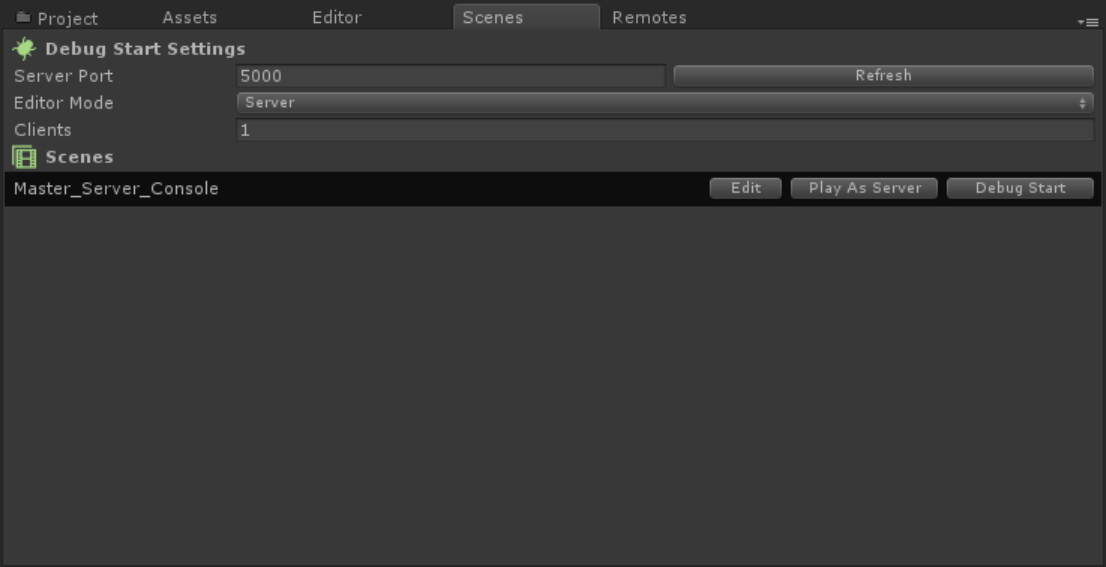 Project Assets Editor Scenes Remotes
Debug Start Settings
Server Port 5000 Refresh
Editor Mode Server
Clients 1
Scenes
Master_Server_Console Edit Play As Server Debug Start